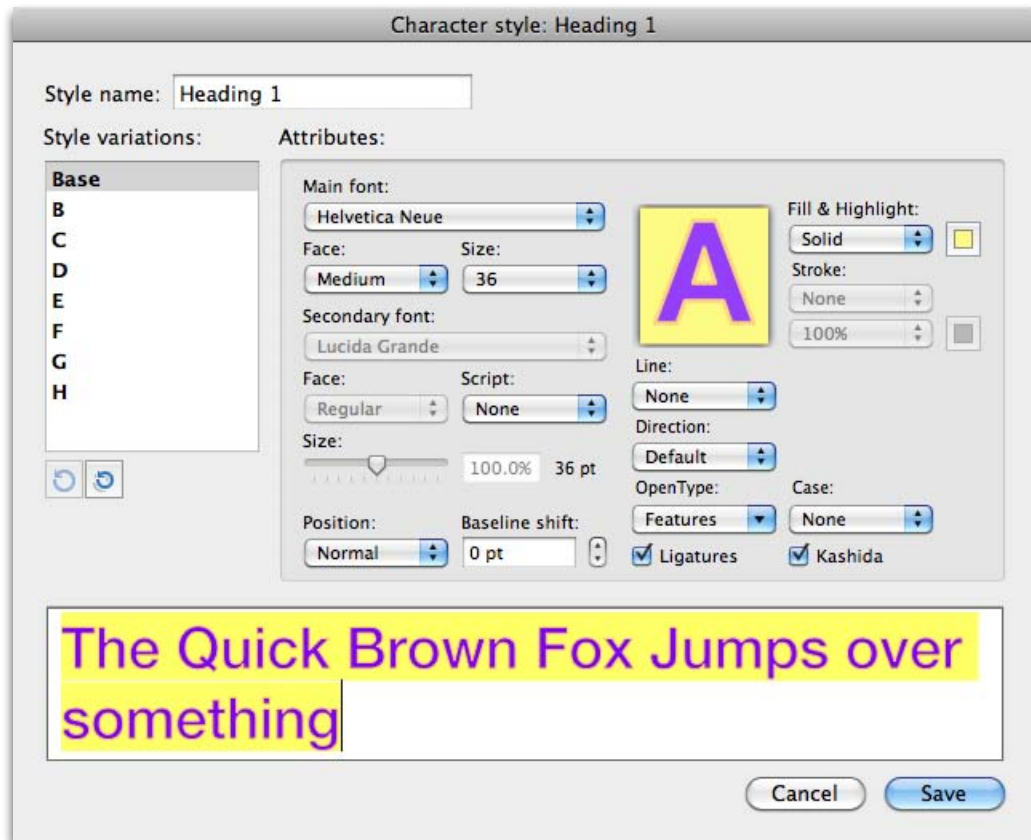 Character style: Heading 1
Style name: Heading 1
Style variations:
Attributes:
Base
B
C
D
E
F
G
H
Main font:
Helvetica Neue
Face: Size:
Medium 36
Secondary font:
Lucida Grande
Face: Script:
Regular None
Size:
100.0% 36 pt
Position: Baseline shift:
Normal 0 pt
A
Fill & Highlight:
Solid
Stroke:
None
100%
Line:
None
Direction:
Default
OpenType: Case:
Features None
Ligatures Kashida
The Quick Brown Fox Jumps over
something
Cancel Save